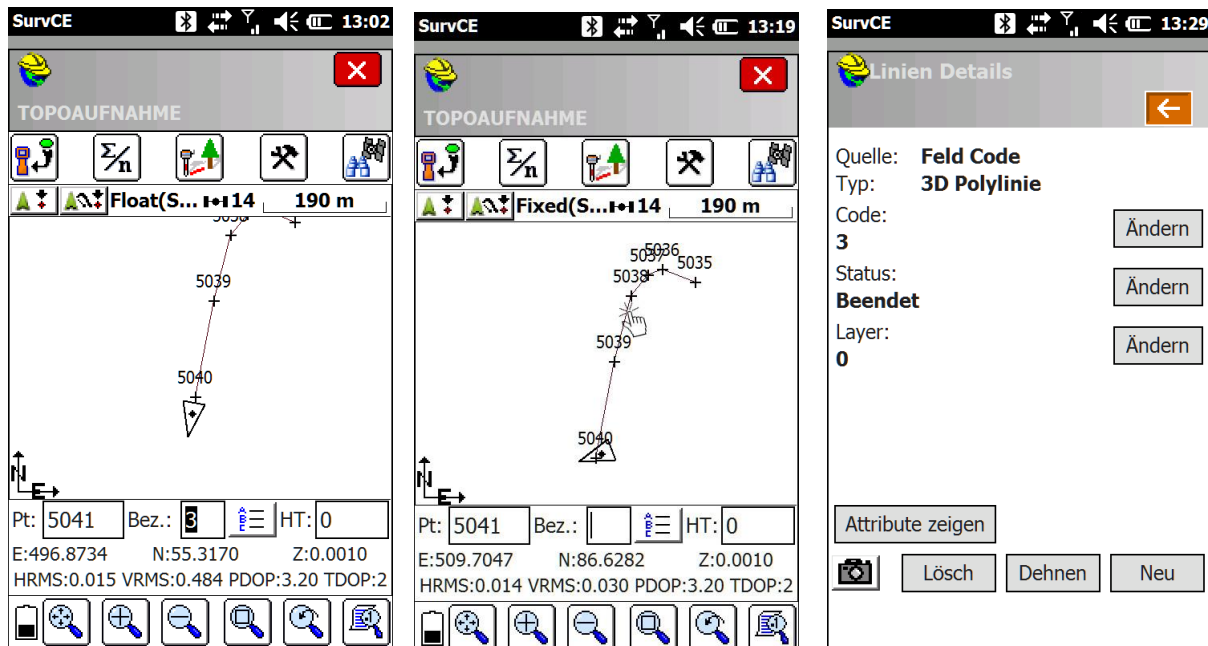 SurvCE 13:02
TOPOAUFNAHME
Σ/n
Float(S... 14 190 m
5039
5040
N
E
Pt: 5041 Bez.: 3 ABC HT: 0
E:496.8734 N:55.3170 Z:0.0010
HRMS:0.015 VRMS:0.484 PDOP:3.20 TDOP:2
SurvCE 13:19
TOPOAUFNAHME
Σ/n
Fixed(S... 14 190 m
5036
5037
5035
5038
5039
5040
N
E
Pt: 5041 Bez.: ABC HT: 0
E:509.7047 N:86.6282 Z:0.0010
HRMS:0.014 VRMS:0.030 PDOP:3.20 TDOP:2
SurvCE 13:29
Linien Details
Quelle: Feld Code
Typ: 3D Polylinie
Code:
3 Ändern
Status:
Beendet Ändern
Layer:
0 Ändern
Attribute zeigen
Lösch Dehnen Neu